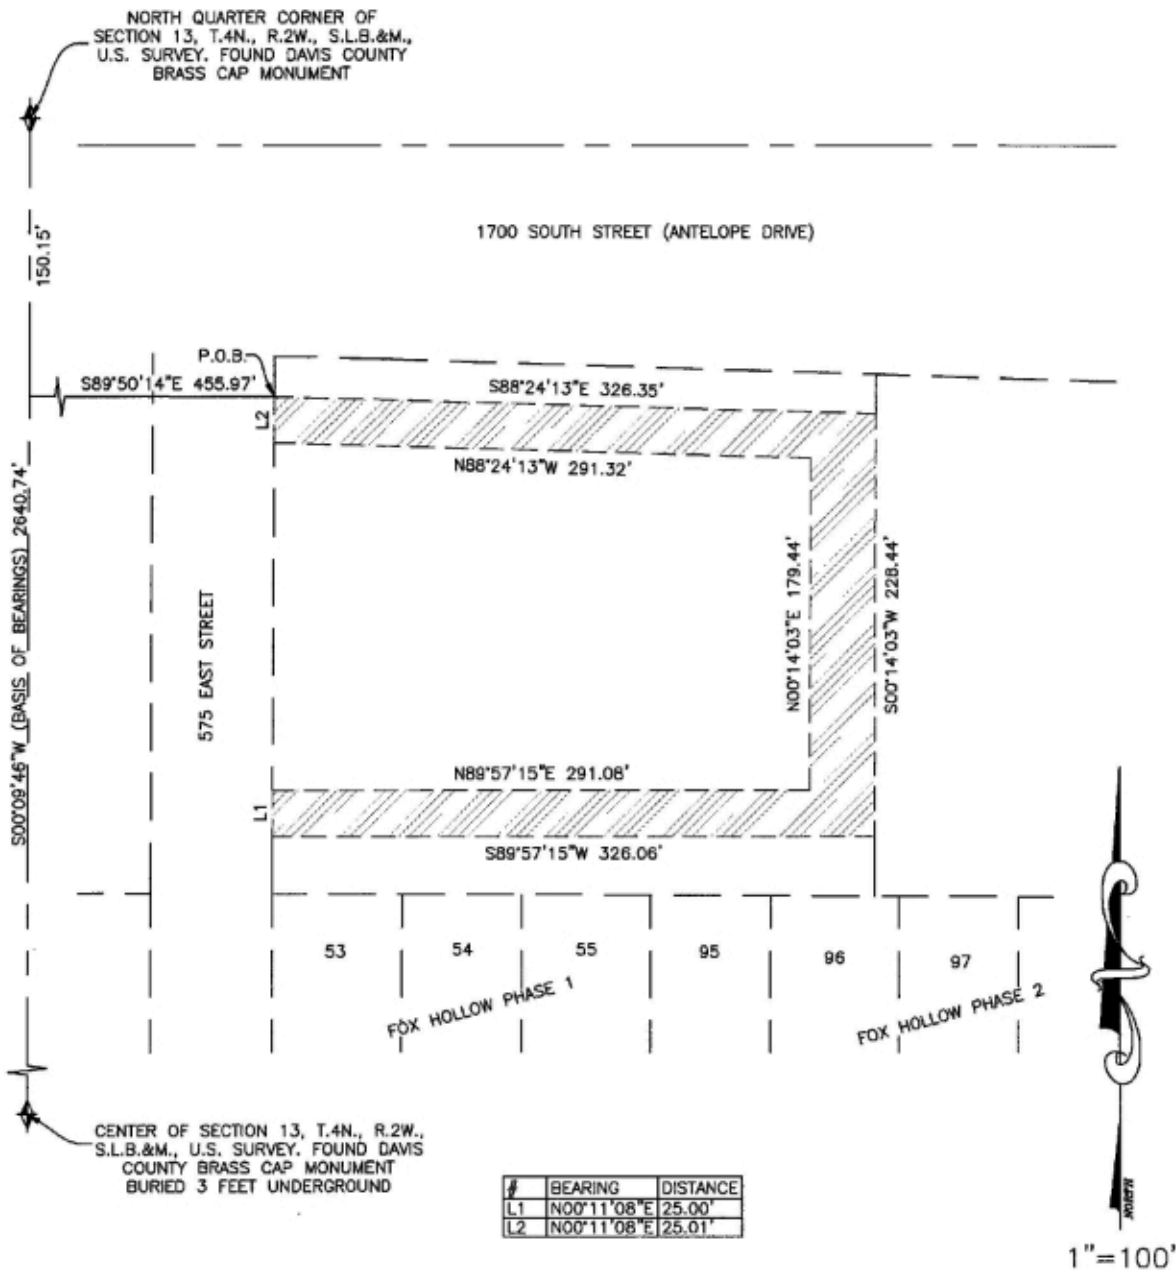 NORTH QUARTER CORNER OF
SECTION 13, T.4N., R.2W., S.L.B.&M.,
U.S. SURVEY. FOUND DAVIS COUNTY
BRASS CAP MONUMENT
150.15'
1700 SOUTH STREET (ANTELOPE DRIVE)
P.O.B.
S89°50'14"E 455.97'
S88°24'13"E 326.35'
L2
N88°24'13"W 291.32'
S00°09'46"W (BASIS OF BEARINGS) 2640.74'
575 EAST STREET
N00°14'03"E 179.44'
S00°14'03"W 228.44'
N89°57'15"E 291.08'
L1
S89°57'15"W 326.06'
53 54 55 95 96 97
FOX HOLLOW PHASE 1
FOX HOLLOW PHASE 2
CENTER OF SECTION 13, T.4N., R.2W.,
S.L.B.&M., U.S. SURVEY. FOUND DAVIS
COUNTY BRASS CAP MONUMENT
BURIED 3 FEET UNDERGROUND
# BEARING DISTANCE
L1 N00°11'08"E 25.00'
L2 N00°11'08"E 25.01'
1"=100'